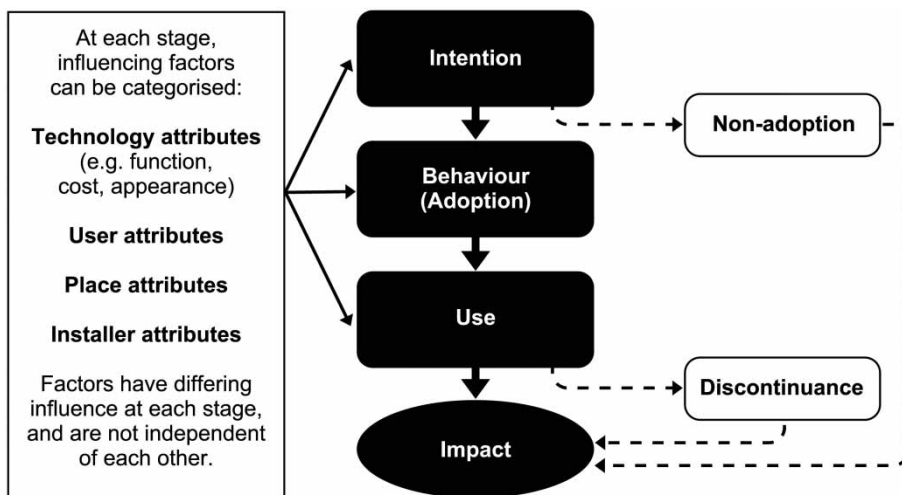 At each stage,
influencing factors
can be categorised:
Technology attributes
(e.g. function,
cost, appearance)
User attributes
Place attributes
Installer attributes
Factors have differing
influence at each stage,
and are not independent
of each other.
Intention
Non-adoption
Behaviour
(Adoption)
Use
Discontinuance
Impact